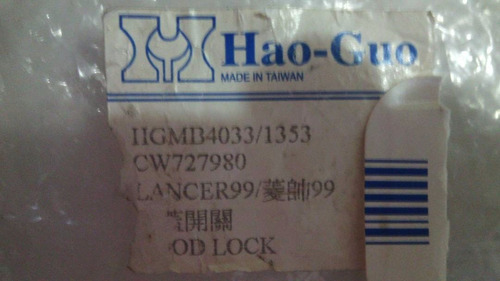 Hao-Guo
MADE IN TAIWAN
HGMB4033/1353
CW727980
LANCER99/菱帥99
開關
OD LOCK